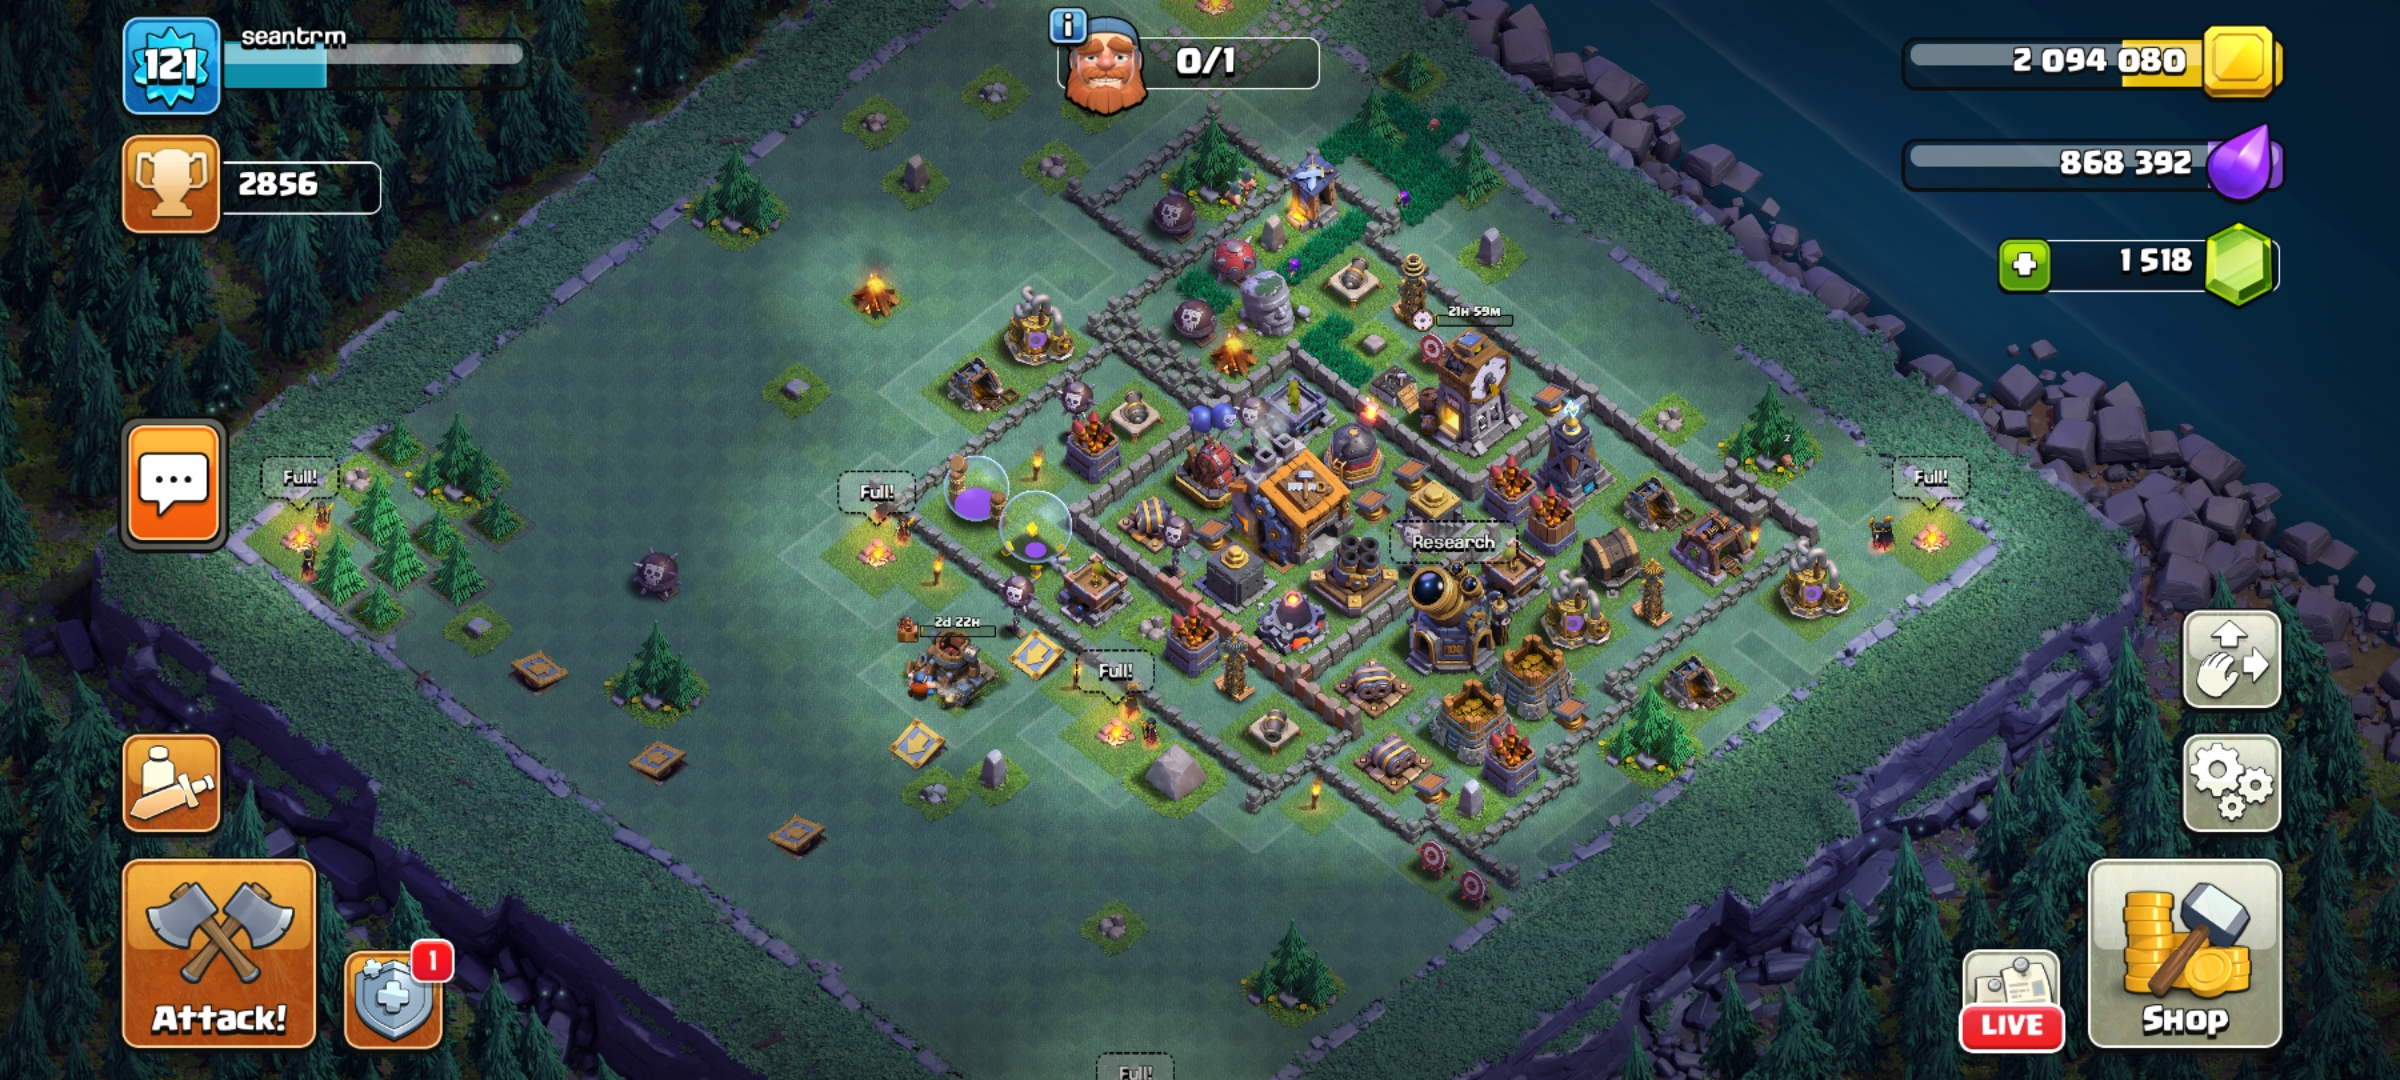 121
seantrm
i
0/1
2 094 080
2856
868 392
1 518
21H 59M
Full!
Full!
Full!
Research
2d 22H
Full!
z
1
Attack!
LIVE
Shop
Full!